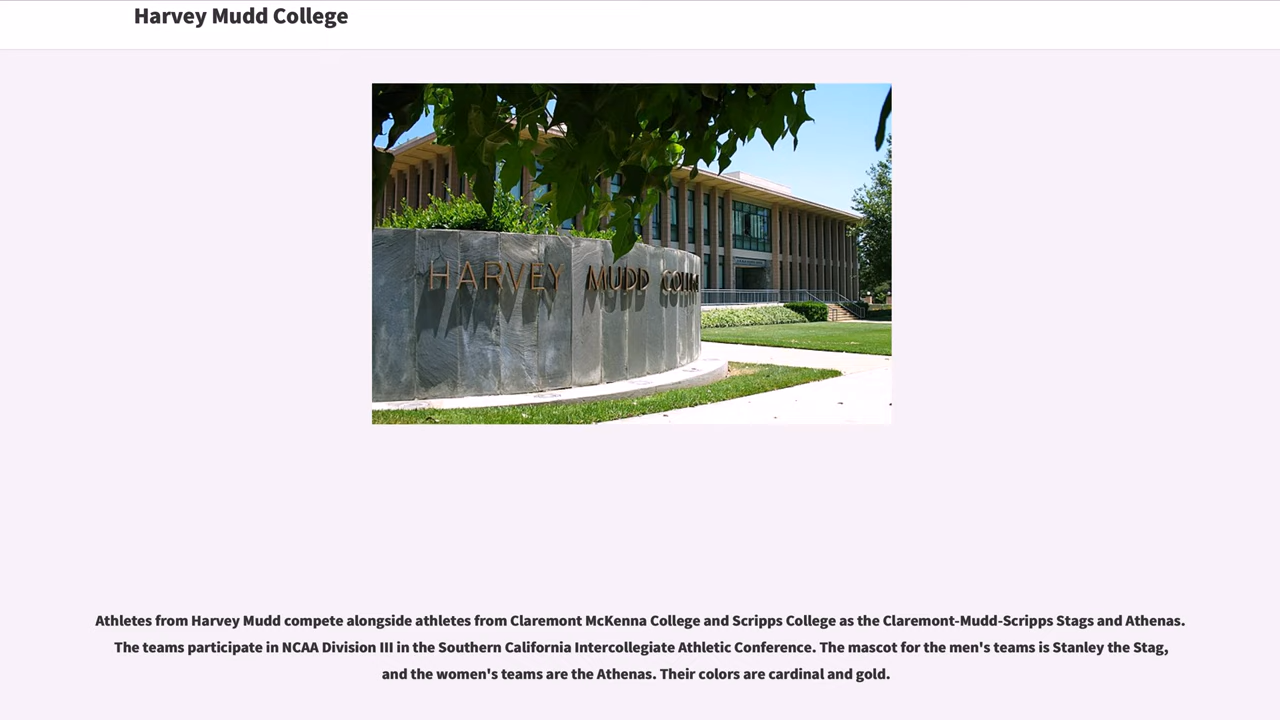 Harvey Mudd College
HARVEY MUDD
Athletes from Harvey Mudd compete alongside athletes from Claremont McKenna College and Scripps College as the Claremont-Mudd-Scripps Stags and Athenas.
The teams participate in NCAA Division III in the Southern California Intercollegiate Athletic Conference. The mascot for the men's teams is Stanley the Stag,
and the women's teams are the Athenas. Their colors are cardinal and gold.